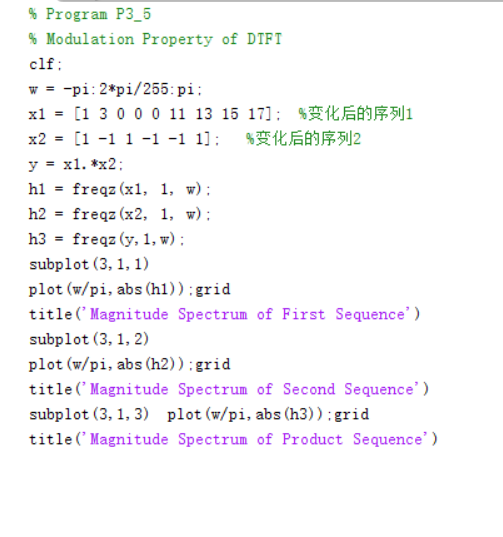 % Program P3_5
% Modulation Property of DTFT
clf;
w = -pi:2*pi/255:pi;
x1 = [1 3 0 0 0 11 13 15 17]; %变化后的序列1
x2 = [1 -1 1 -1 -1 1]; %变化后的序列2
y = x1.*x2;
h1 = freqz(x1, 1, w);
h2 = freqz(x2, 1, w);
h3 = freqz(y,1,w);
subplot(3,1,1)
plot(w/pi,abs(h1));grid
title('Magnitude Spectrum of First Sequence')
subplot(3,1,2)
plot(w/pi,abs(h2));grid
title('Magnitude Spectrum of Second Sequence')
subplot(3,1,3) plot(w/pi,abs(h3));grid
title('Magnitude Spectrum of Product Sequence')